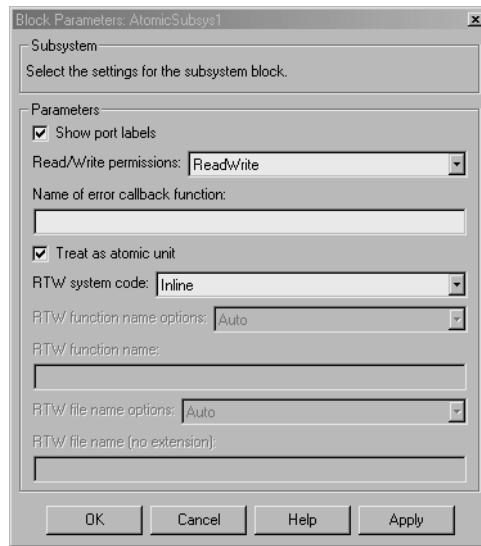 Block Parameters: AtomicSubsys1
Subsystem
Select the settings for the subsystem block.
Parameters
Show port labels
Read/Write permissions: ReadWrite
Name of error callback function:
Treat as atomic unit
RTW system code: Inline
RTW function name options: Auto
RTW function name:
RTW file name options: Auto
RTW file name (no extension):
OK Cancel Help Apply